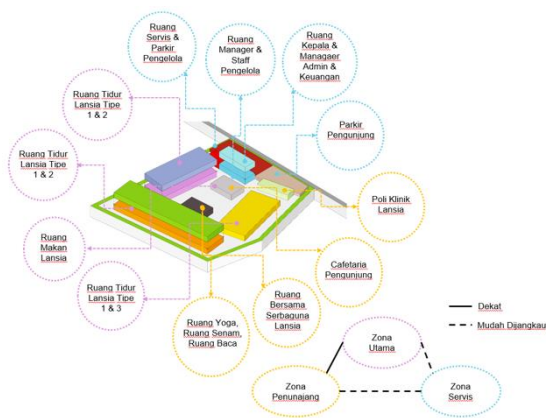 Ruang
Servis &
Parkir
Pengelola
Ruang
Manager &
Staff
Pengelola
Ruang
Kepala &
Managaer
Admin &
Keuangan
Ruang Tidur
Lansia Tipe
1 & 2
Parkir
Pengunjung
Ruang Tidur
Lansia Tipe
1 & 2
Poli Klinik
Lansia
Ruang
Makan
Lansia
Cafetaria
Pengunjung
Ruang Tidur
Lansia Tipe
1 & 3
Ruang Yoga,
Ruang Senam,
Ruang Baca
Ruang
Bersama
Serbaguna
Lansia
Dekat
Mudah Dijangkau
Zona
Utama
Zona
Penunajang
Zona
Servis